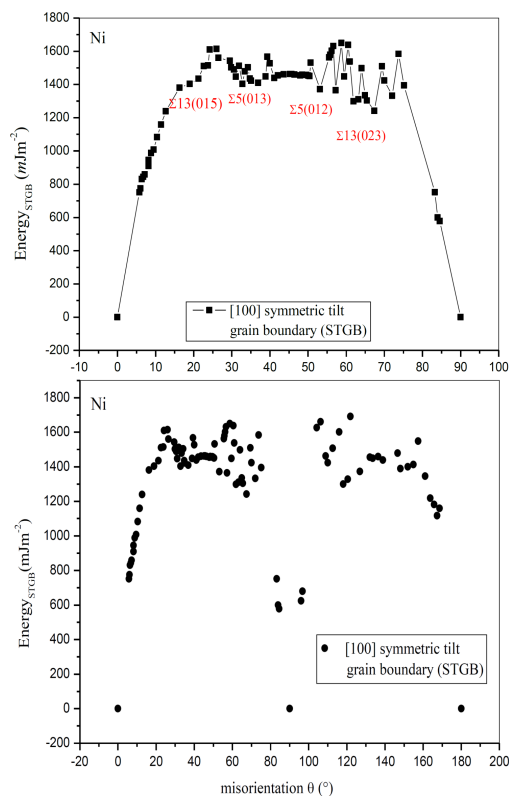 Ni
Energy_STGB (mJm⁻²)
1800
1600
1400
1200
1000
800
600
400
200
0
-200
Σ13(015)
Σ5(013)
Σ5(012)
Σ13(023)
[100] symmetric tilt
grain boundary (STGB)
-10 0 10 20 30 40 50 60 70 80 90 100
Ni
Energy_STGB (mJm⁻²)
1800
1600
1400
1200
1000
800
600
400
200
0
-200
[100] symmetric tilt
grain boundary (STGB)
-20 0 20 40 60 80 100 120 140 160 180 200
misorientation θ (°)